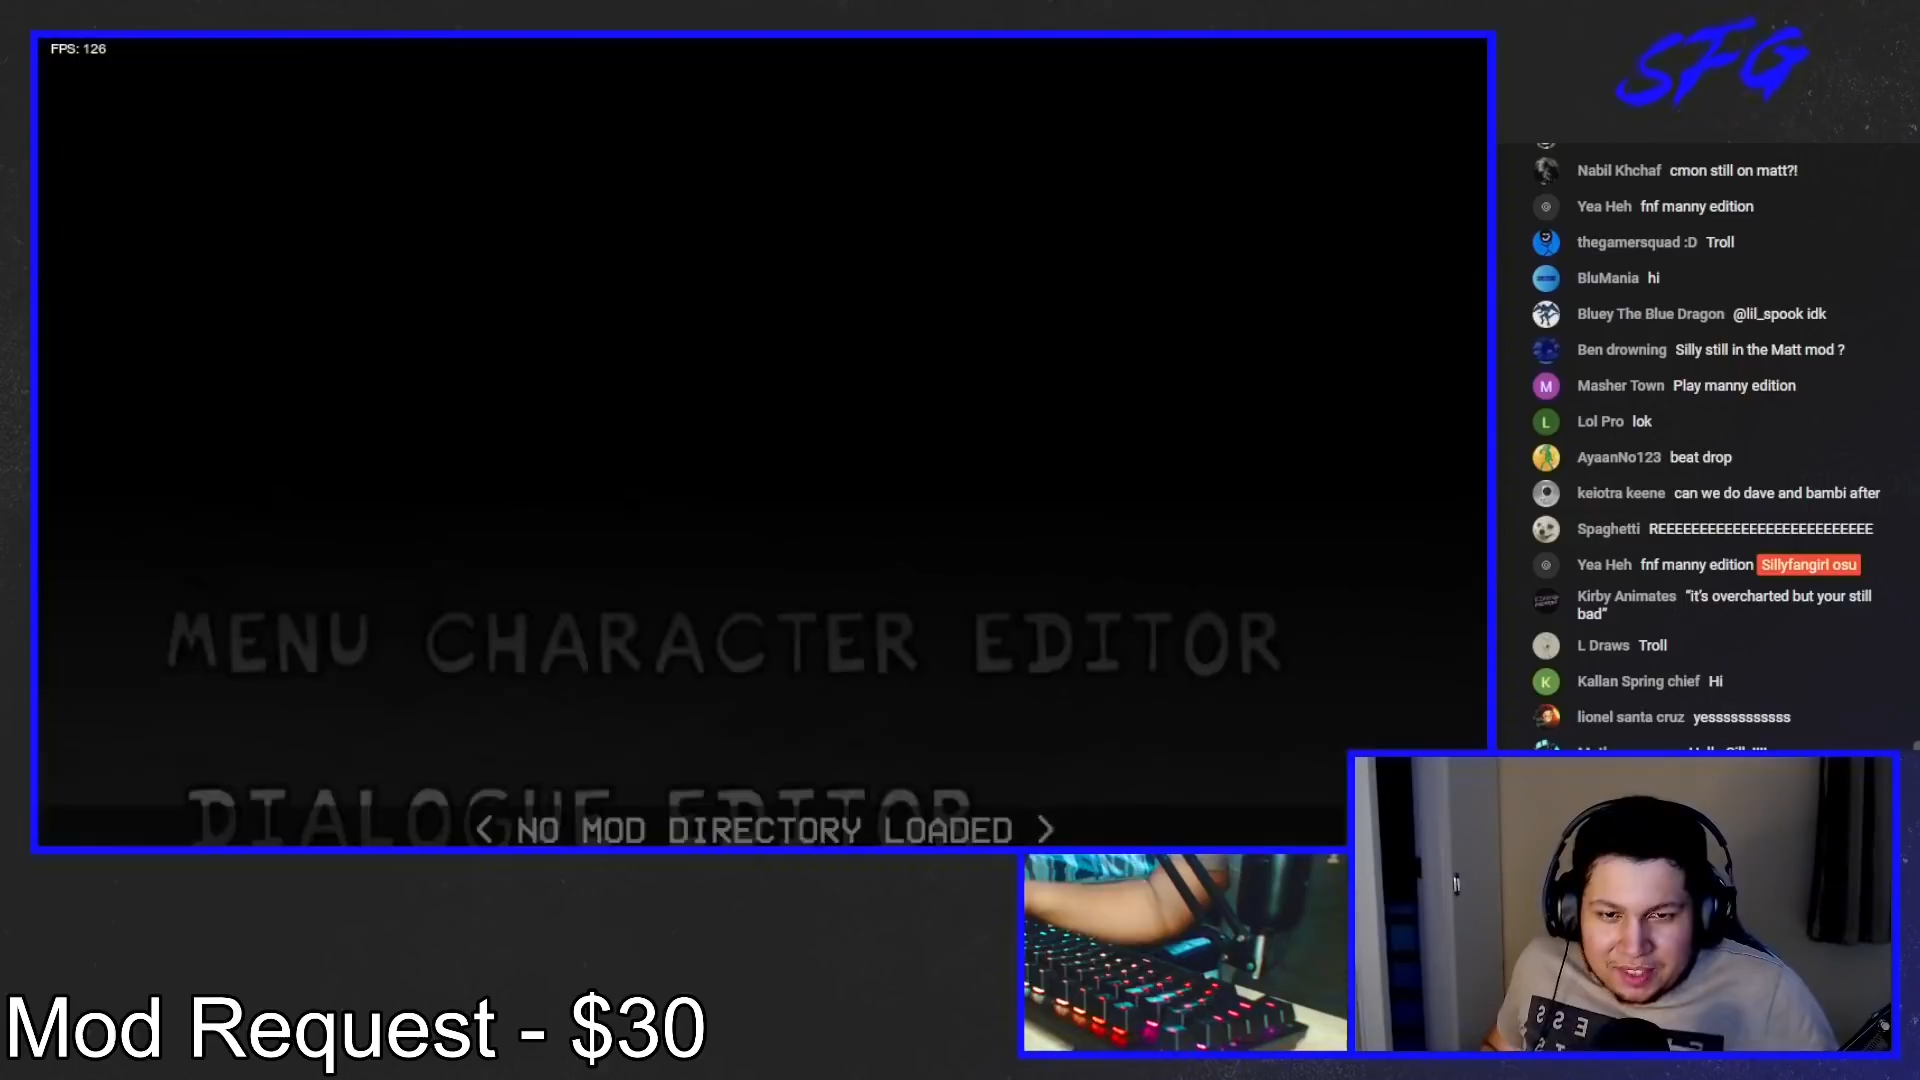 FPS: 126
SFG
Nabil Khchaf cmon still on matt?!
Yea Heh fnf manny edition
thegamersquad :D Troll
BluMania hi
Bluey The Blue Dragon @lil_spook idk
Ben drowning Silly still in the Matt mod ?
M Masher Town Play manny edition
L Lol Pro lok
AyaanNo123 beat drop
keiotra keene can we do dave and bambi after
Spaghetti REEEEEEEEEEEEEEEEEEEEEEEEEE
Yea Heh fnf manny edition Sillyfangirl osu
Kirby Animates “it's overcharted but your still
bad”
L Draws Troll
K Kallan Spring chief Hi
lionel santa cruz yesssssssssss
MENU CHARACTER EDITOR
DIALOGUE EDITOR
< NO MOD DIRECTORY LOADED >
Mod Request - $30